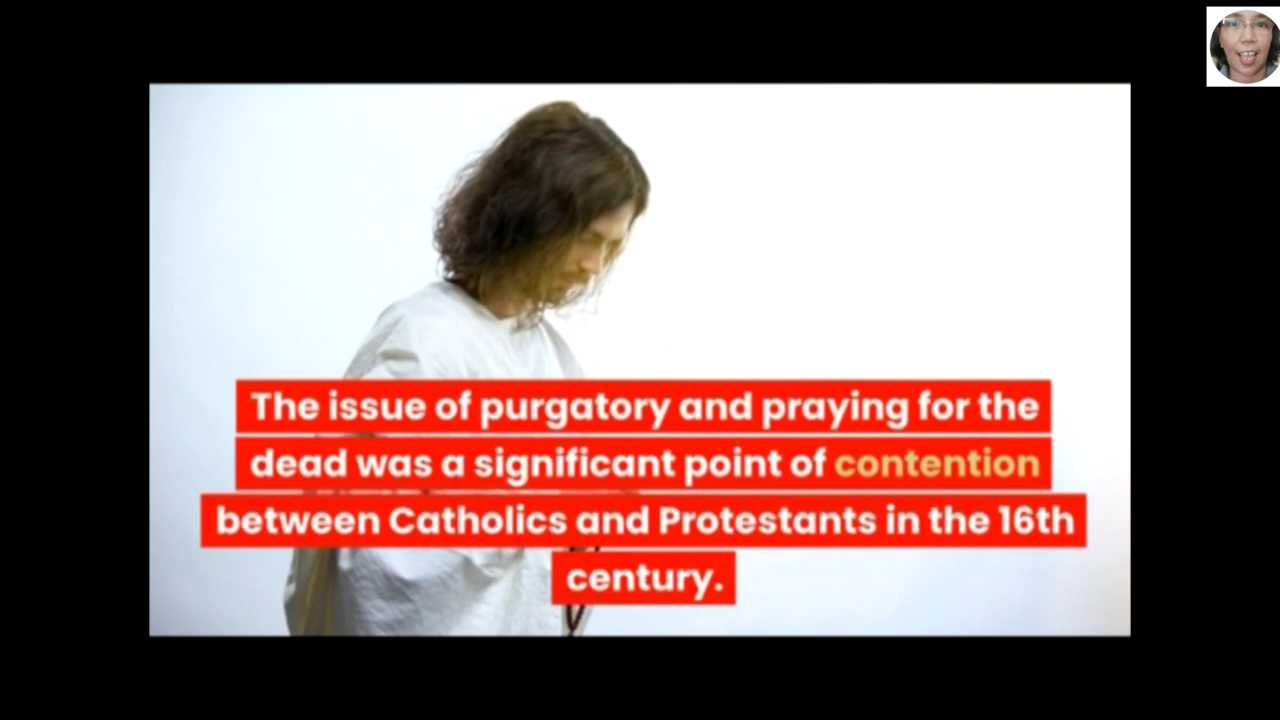 The issue of purgatory and praying for the
dead was a significant point of contention
between Catholics and Protestants in the 16th
century.